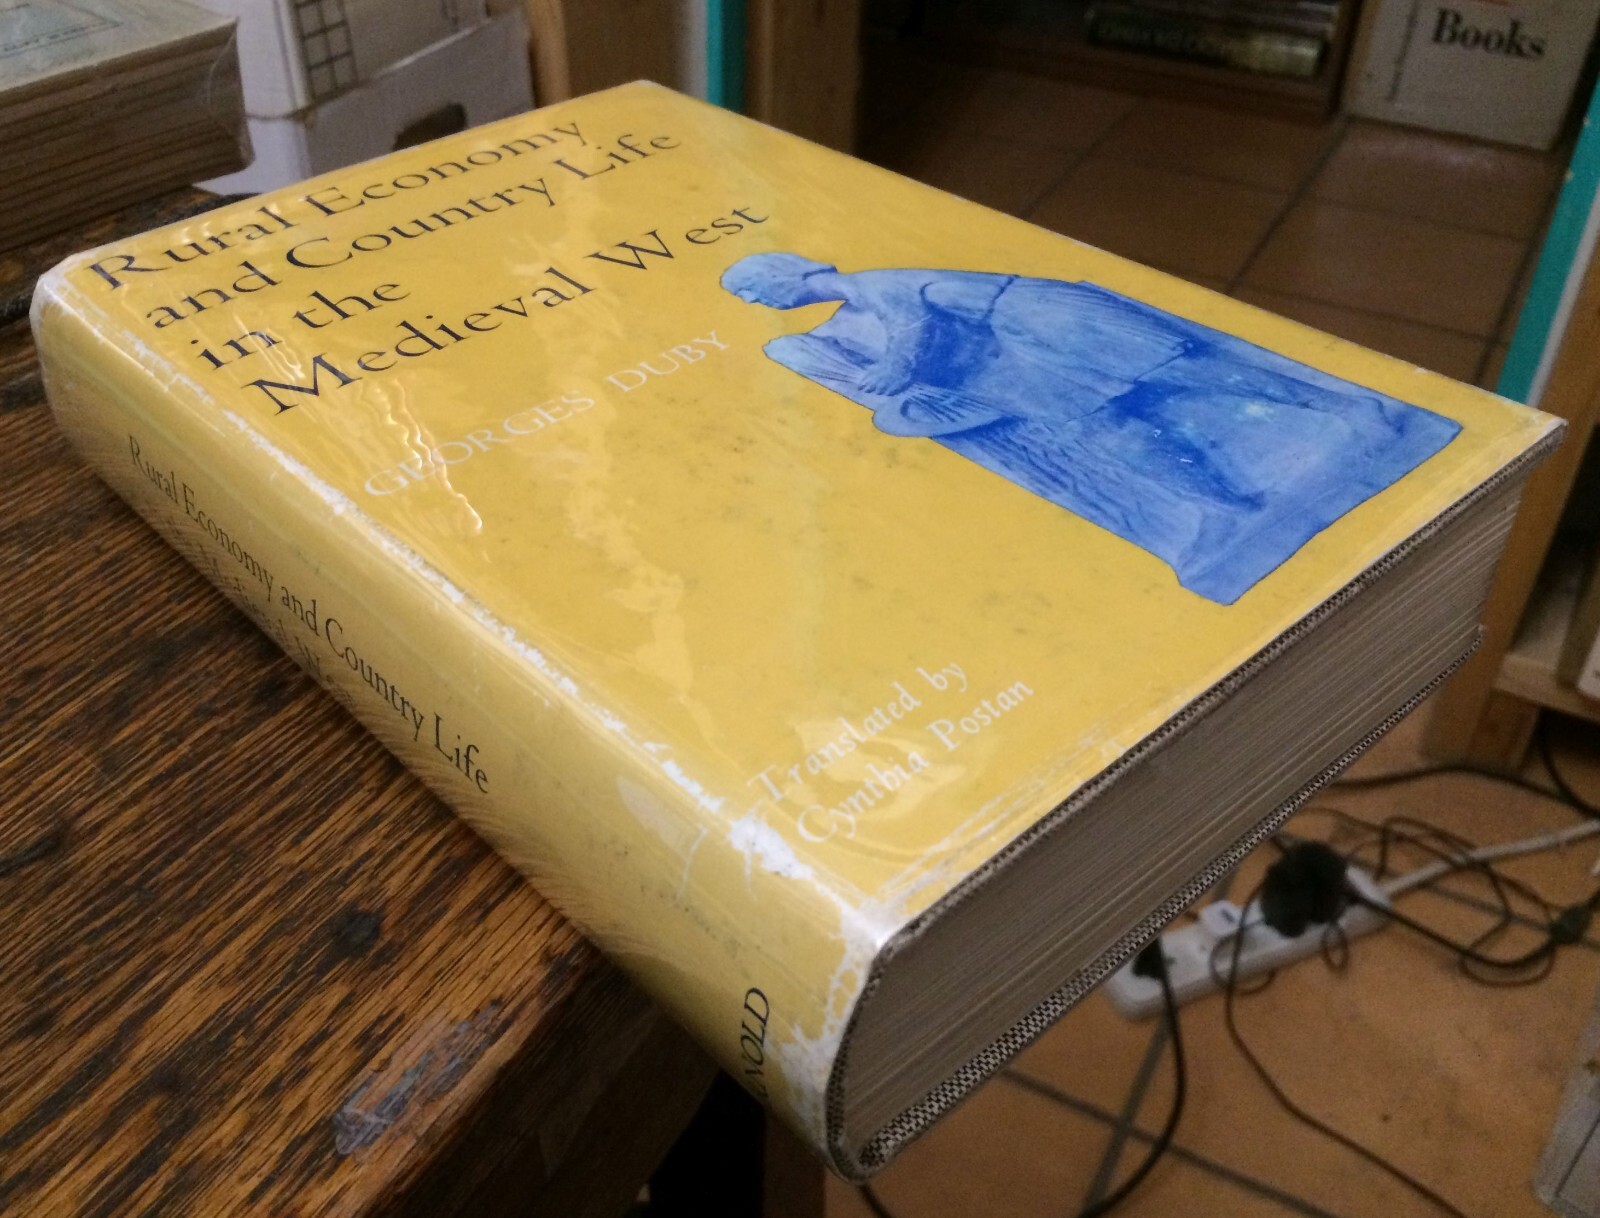 Rural Economy
and Country Life
in the
Medieval West
GEORGES DUBY
Translated by
Cynthia Postan
Rural Economy and Country Life
Books